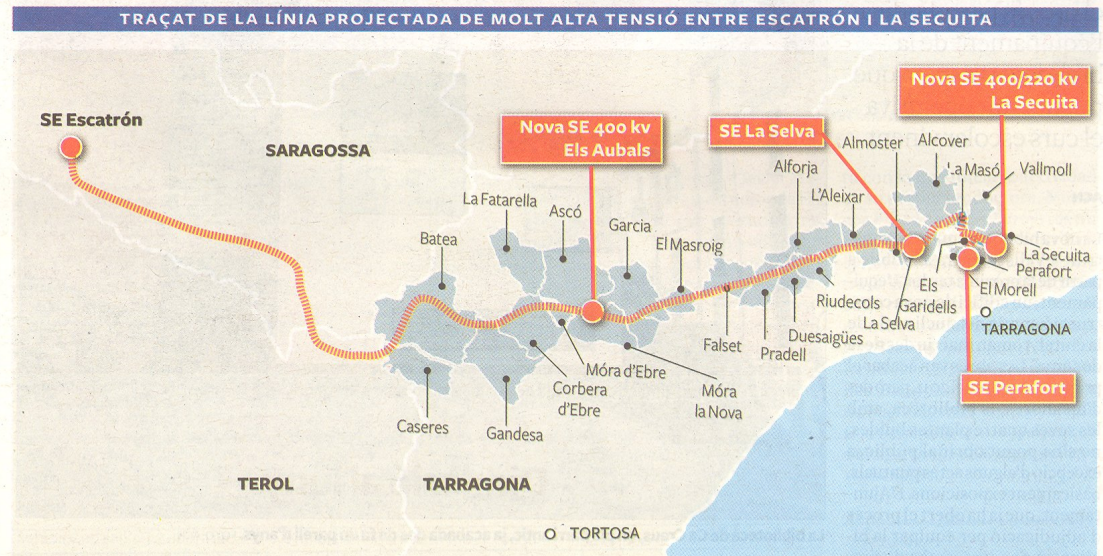 TRAÇAT DE LA LÍNIA PROJECTADA DE MOLT ALTA TENSIÓ ENTRE ESCATRÓN I LA SECUITA
Nova SE 400/220 kv
La Secuita
SE Escatrón
Nova SE 400 kv
Els Aubals
SE La Selva
SARAGOSSA
Almoster
Alcover
La Masó
Vallmoll
Alforja
L'Aleixar
La Fatarella
Ascó
Garcia
Batea
El Masroig
La Secuita
Perafort
El Morell
Els
Garidells
Riudecols
La Selva
TARRAGONA
Duesaigües
Falset
Pradell
Móra d'Ebre
Corbera
d'Ebre
Móra
la Nova
SE Perafort
Caseres
Gandesa
TEROL
TARRAGONA
TORTOSA